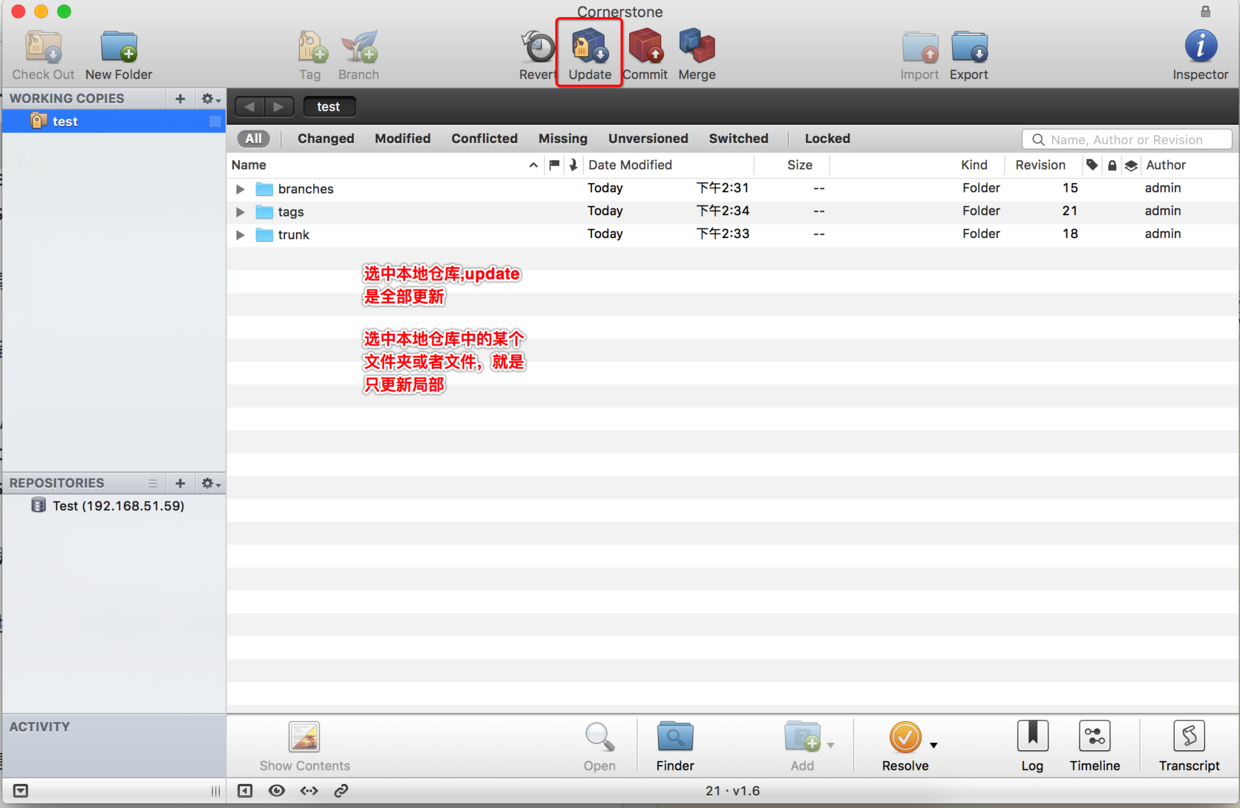 Cornerstone
Check Out New Folder Tag Branch Revert Update Commit Merge Import Export Inspector
WORKING COPIES
test
test
All Changed Modified Conflicted Missing Unversioned Switched Locked Name, Author or Revision
Name Date Modified Size Kind Revision Author
branches Today 下午2:31 -- Folder 15 admin
tags Today 下午2:34 -- Folder 21 admin
trunk Today 下午2:33 -- Folder 18 admin
选中本地仓库,update
是全部更新
选中本地仓库中的某个
文件夹或者文件，就是
只更新局部
REPOSITORIES
Test (192.168.51.59)
ACTIVITY
Show Contents Open Finder Add Resolve Log Timeline Transcript
21 · v1.6